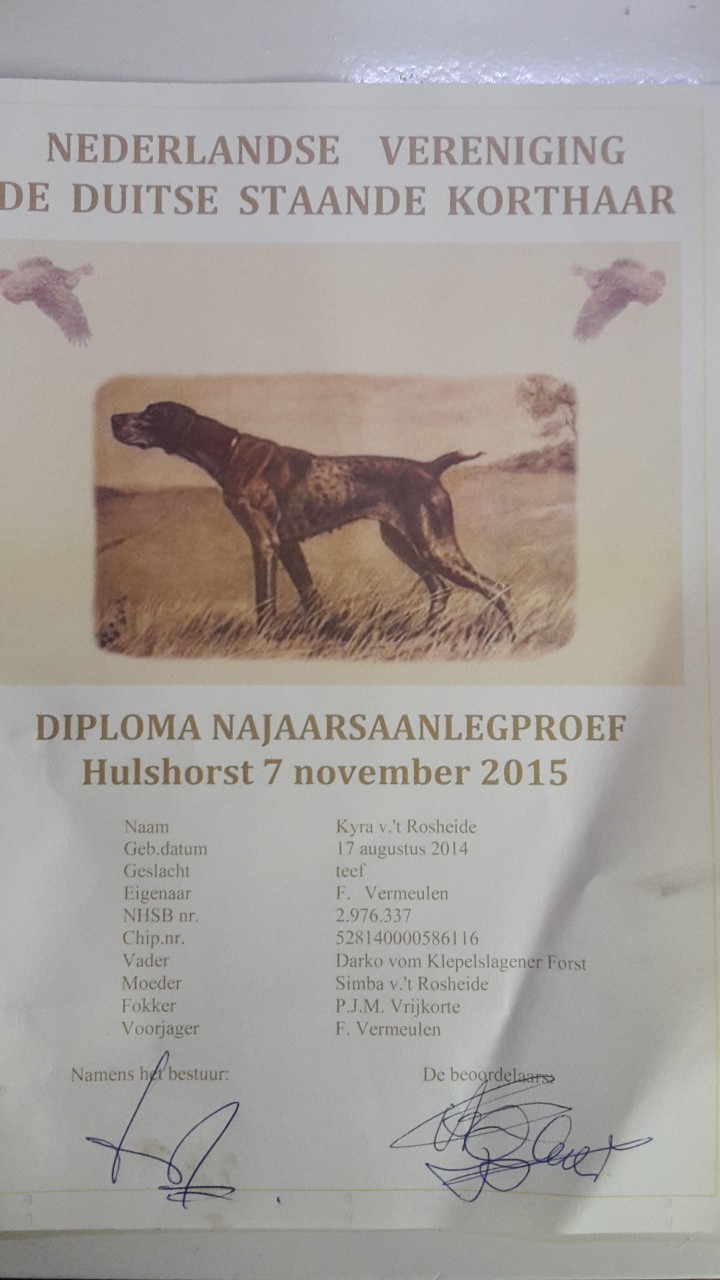 NEDERLANDSE VERENIGING
DE DUITSE STAANDE KORTHAAR
DIPLOMA NAJAARSAANLEGPROEF
Hulshorst 7 november 2015
Naam Kyra v.'t Rosheide
Geb.datum 17 augustus 2014
Geslacht teef
Eigenaar F. Vermeulen
NHSB nr. 2.976.337
Chip.nr. 528140000586116
Vader Darko vom Klepelslagener Forst
Moeder Simba v.'t Rosheide
Fokker P.J.M. Vrijkorte
Voorjager F. Vermeulen
Namens het bestuur: De beoordelaars: